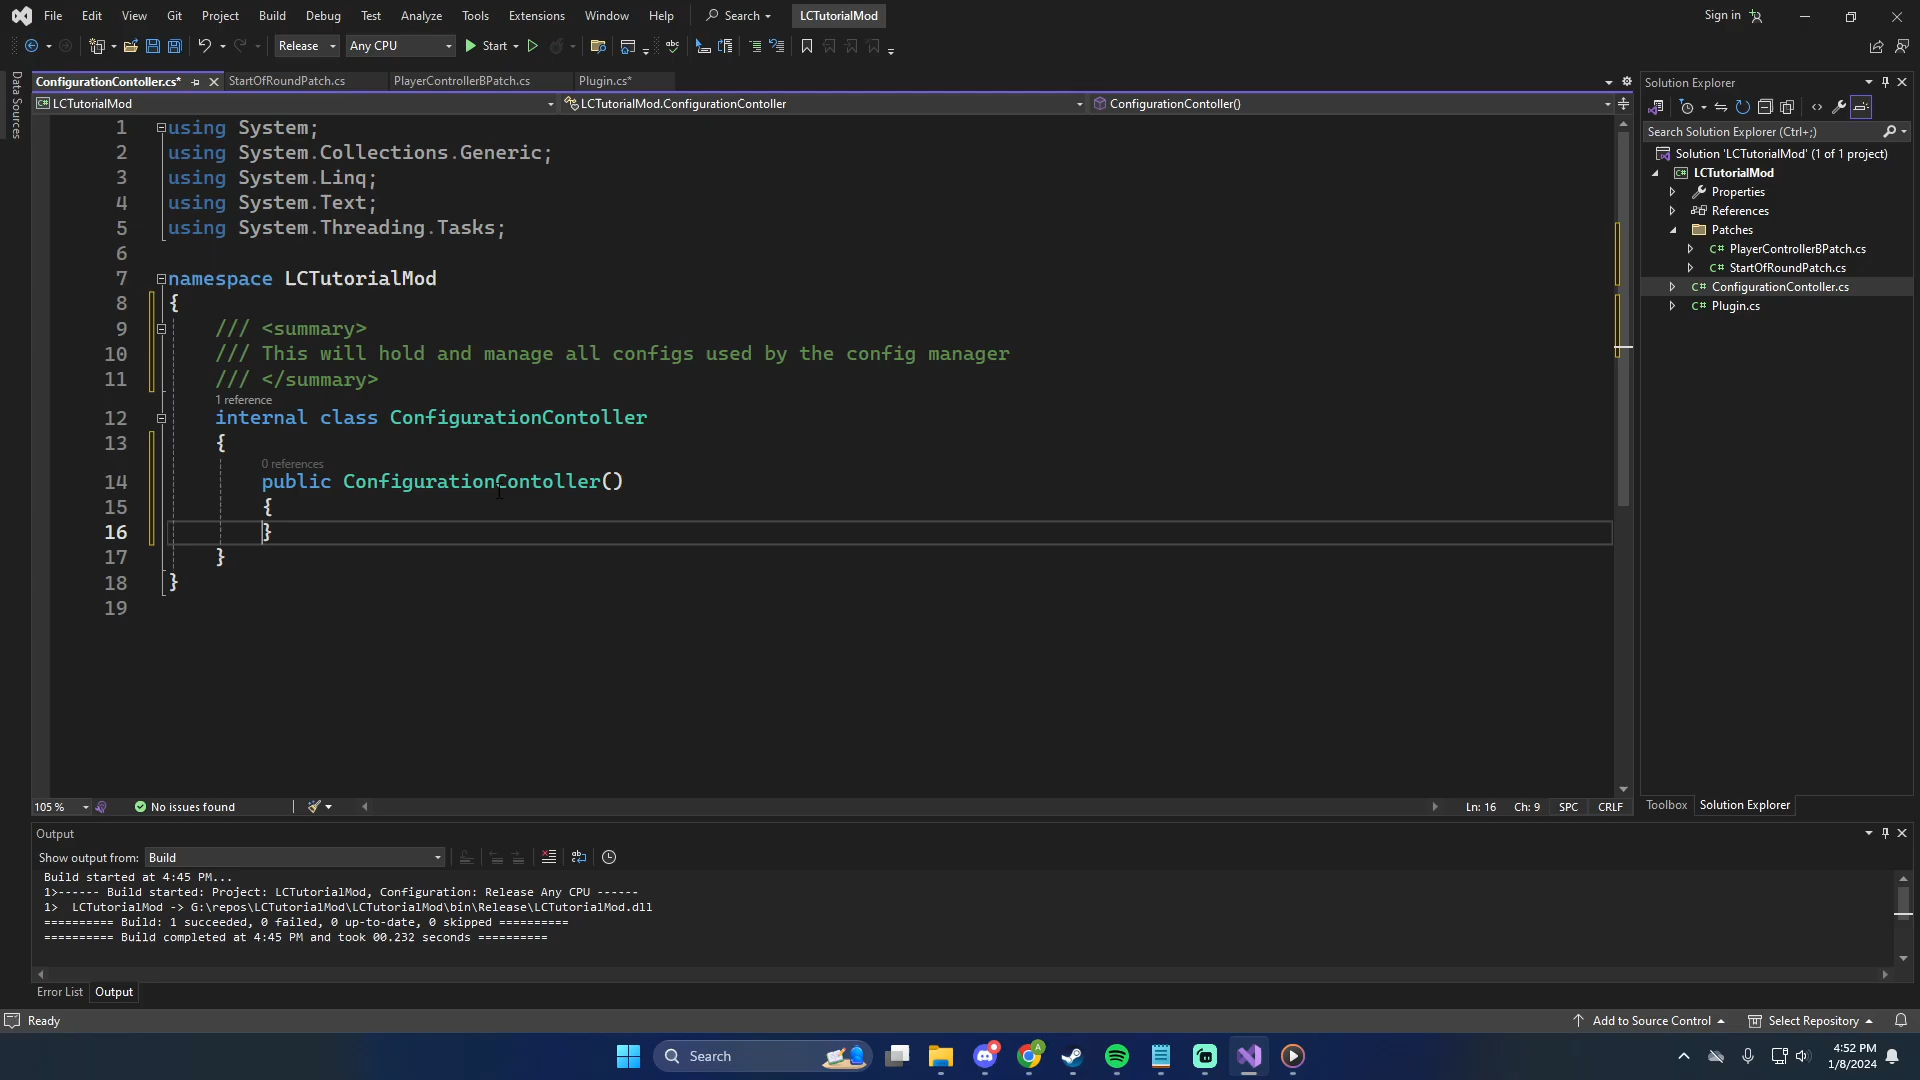 File Edit View Git Project Build Debug Test Analyze Tools Extensions Window Help Search LCTutorialMod Sign in
Release Any CPU Start
Data Sources
ConfigurationContoller.cs* StartOfRoundPatch.cs PlayerControllerBPatch.cs Plugin.cs*
LCTutorialMod LCTutorialMod.ConfigurationContoller ConfigurationContoller()
1 using System;
2 using System.Collections.Generic;
3 using System.Linq;
4 using System.Text;
5 using System.Threading.Tasks;
6
7 namespace LCTutorialMod
8 {
9 /// <summary>
10 /// This will hold and manage all configs used by the config manager
11 /// </summary>
1 reference
12 internal class ConfigurationContoller
13 {
0 references
14 public ConfigurationContoller()
15 {
16 }
17 }
18 }
19
105 % No issues found Ln: 16 Ch: 9 SPC CRLF
Solution Explorer
Search Solution Explorer (Ctrl+;)
Solution 'LCTutorialMod' (1 of 1 project)
C# LCTutorialMod
Properties
References
Patches
C# PlayerControllerBPatch.cs
C# StartOfRoundPatch.cs
C# ConfigurationContoller.cs
C# Plugin.cs
Toolbox Solution Explorer
Output
Show output from: Build
Build started at 4:45 PM...
1>------ Build started: Project: LCTutorialMod, Configuration: Release Any CPU ------
1>  LCTutorialMod -> G:\repos\LCTutorialMod\LCTutorialMod\bin\Release\LCTutorialMod.dll
========== Build: 1 succeeded, 0 failed, 0 up-to-date, 0 skipped ==========
========== Build completed at 4:45 PM and took 00.232 seconds ==========
Error List Output
Ready Add to Source Control Select Repository
Search
4:52 PM
1/8/2024